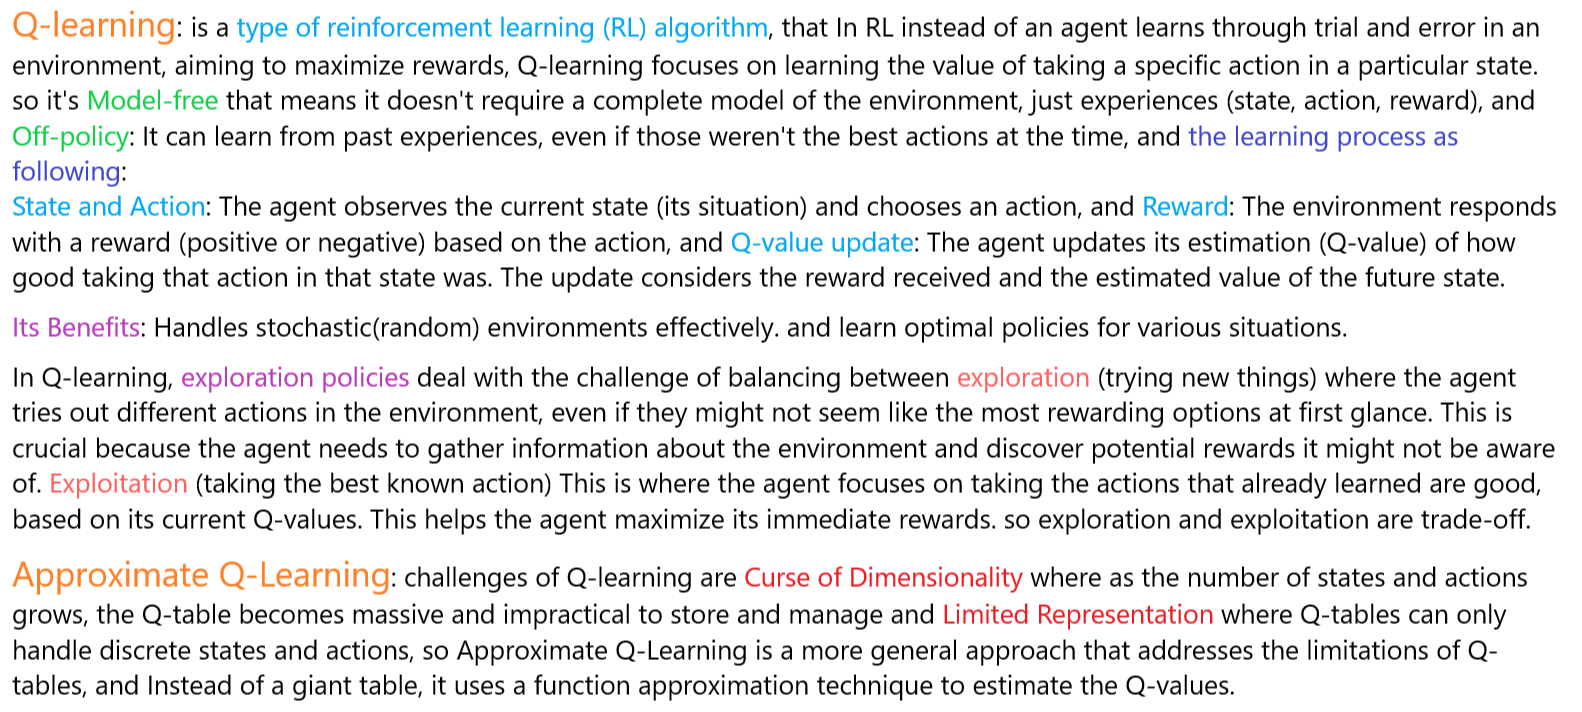 Q-learning: is a type of reinforcement learning (RL) algorithm, that In RL instead of an agent learns through trial and error in an
environment, aiming to maximize rewards, Q-learning focuses on learning the value of taking a specific action in a particular state.
so it's Model-free that means it doesn't require a complete model of the environment, just experiences (state, action, reward), and
Off-policy: It can learn from past experiences, even if those weren't the best actions at the time, and the learning process as
following:
State and Action: The agent observes the current state (its situation) and chooses an action, and Reward: The environment responds
with a reward (positive or negative) based on the action, and Q-value update: The agent updates its estimation (Q-value) of how
good taking that action in that state was. The update considers the reward received and the estimated value of the future state.
Its Benefits: Handles stochastic(random) environments effectively. and learn optimal policies for various situations.
In Q-learning, exploration policies deal with the challenge of balancing between exploration (trying new things) where the agent
tries out different actions in the environment, even if they might not seem like the most rewarding options at first glance. This is
crucial because the agent needs to gather information about the environment and discover potential rewards it might not be aware
of. Exploitation (taking the best known action) This is where the agent focuses on taking the actions that already learned are good,
based on its current Q-values. This helps the agent maximize its immediate rewards. so exploration and exploitation are trade-off.
Approximate Q-Learning: challenges of Q-learning are Curse of Dimensionality where as the number of states and actions
grows, the Q-table becomes massive and impractical to store and manage and Limited Representation where Q-tables can only
handle discrete states and actions, so Approximate Q-Learning is a more general approach that addresses the limitations of Q-
tables, and Instead of a giant table, it uses a function approximation technique to estimate the Q-values.